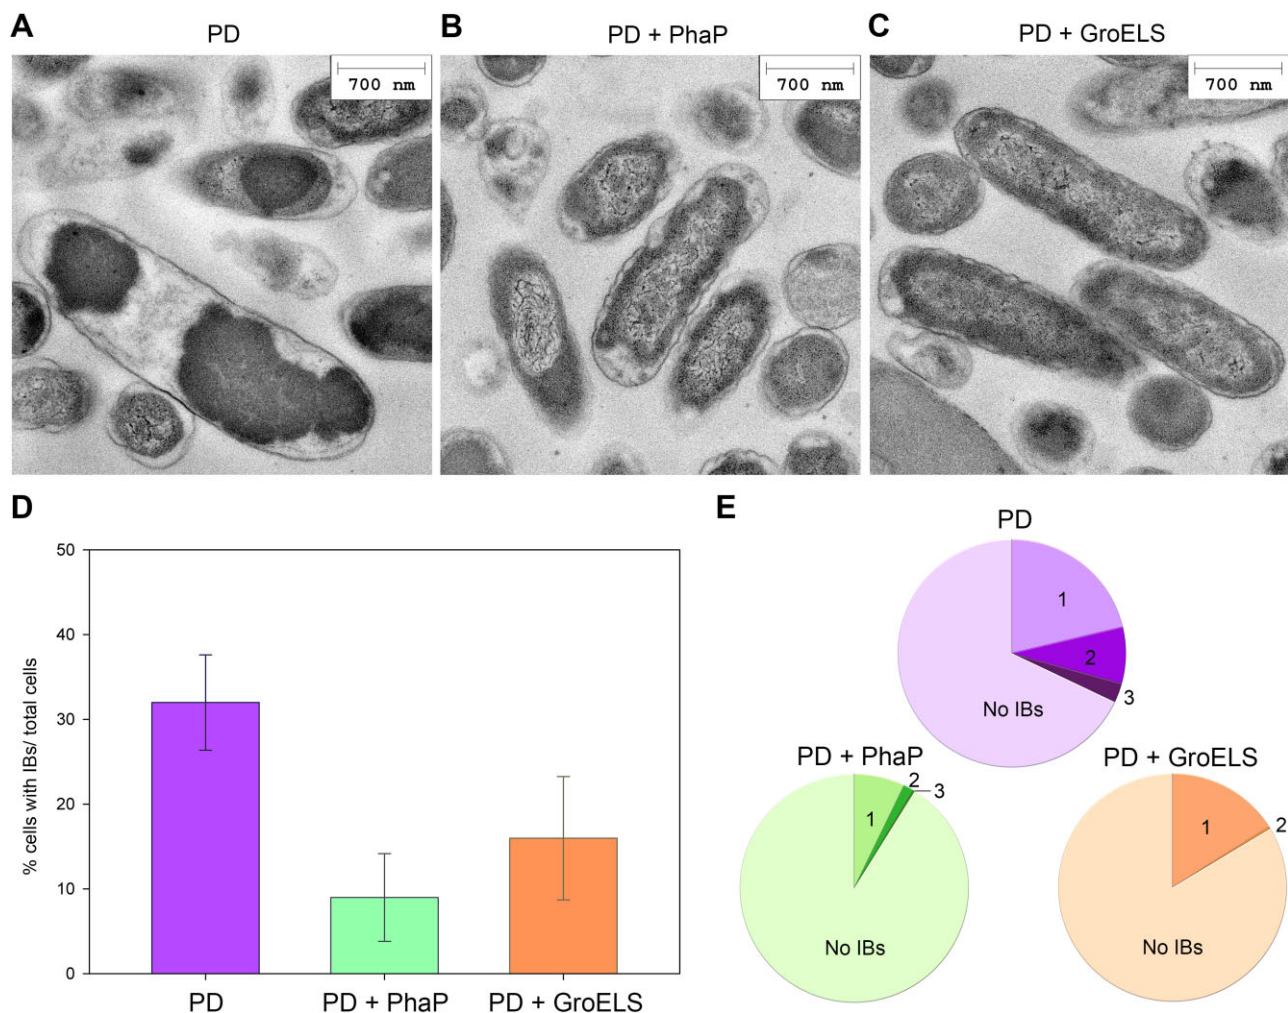 A
PD
700 nm
B
PD + PhaP
700 nm
C
PD + GroELS
700 nm
D
% cells with IBs/ total cells
50
40
30
20
10
0
PD
PD + PhaP
PD + GroELS
E
PD
1
2
3
No IBs
PD + PhaP
1
2
3
No IBs
PD + GroELS
1
2
No IBs